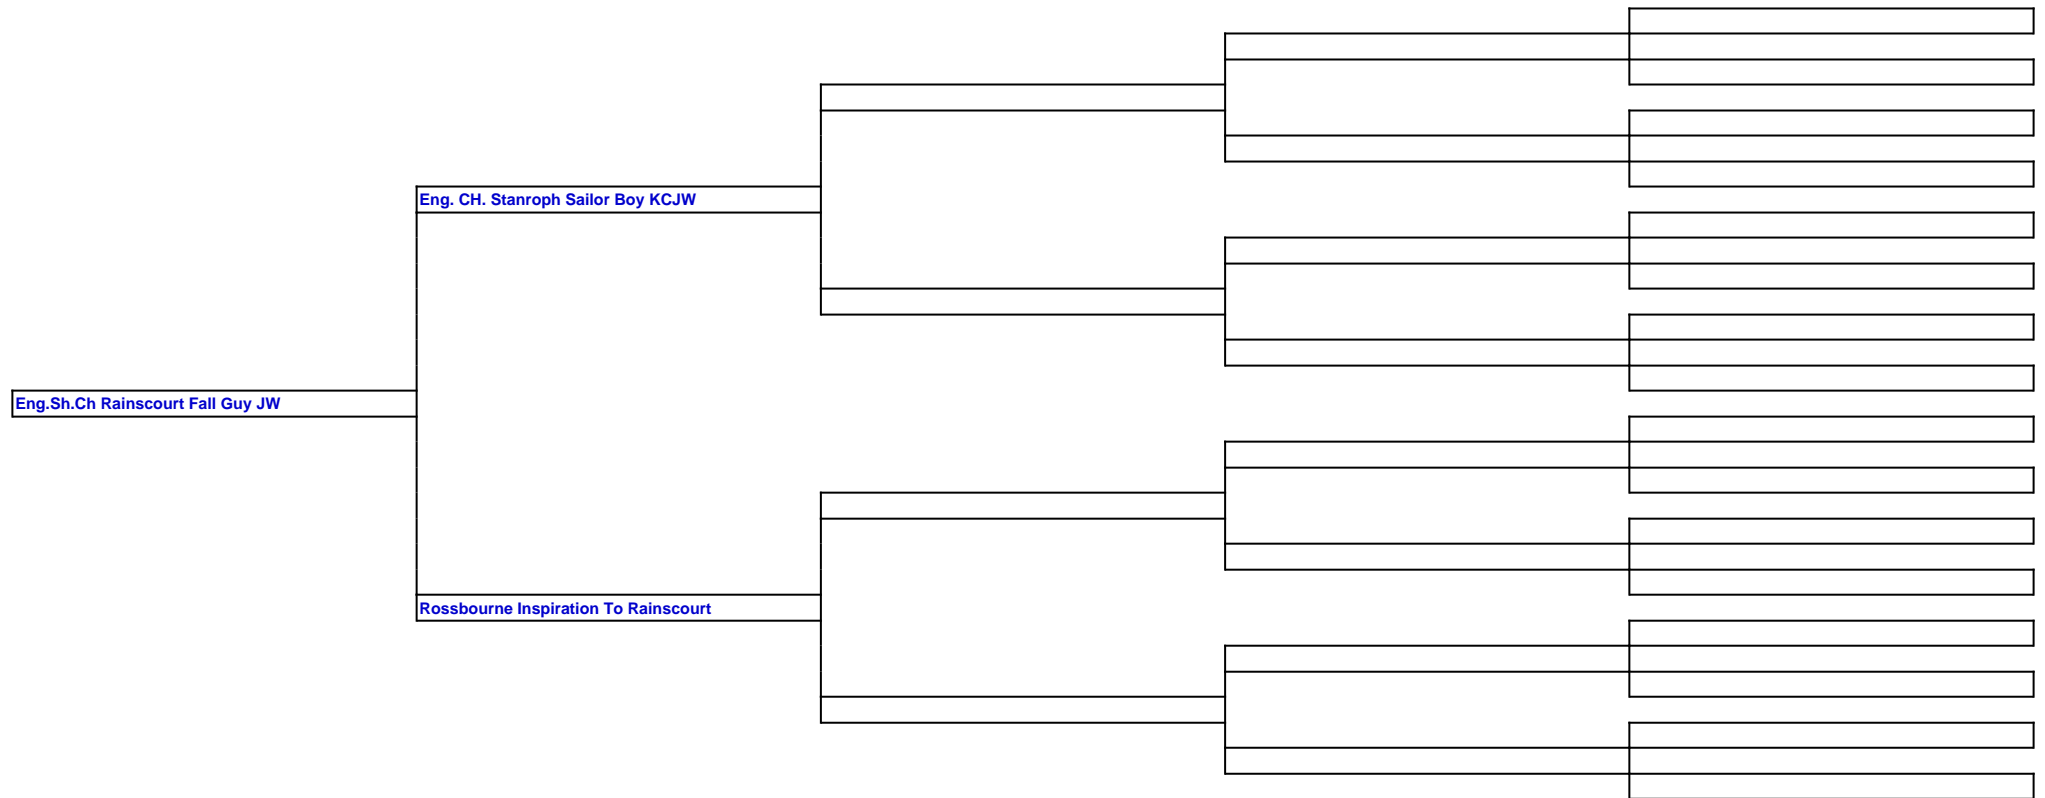 Eng. CH. Stanroph Sailor Boy KCJW
Eng.Sh.Ch Rainscourt Fall Guy JW
Rossbourne Inspiration To Rainscourt